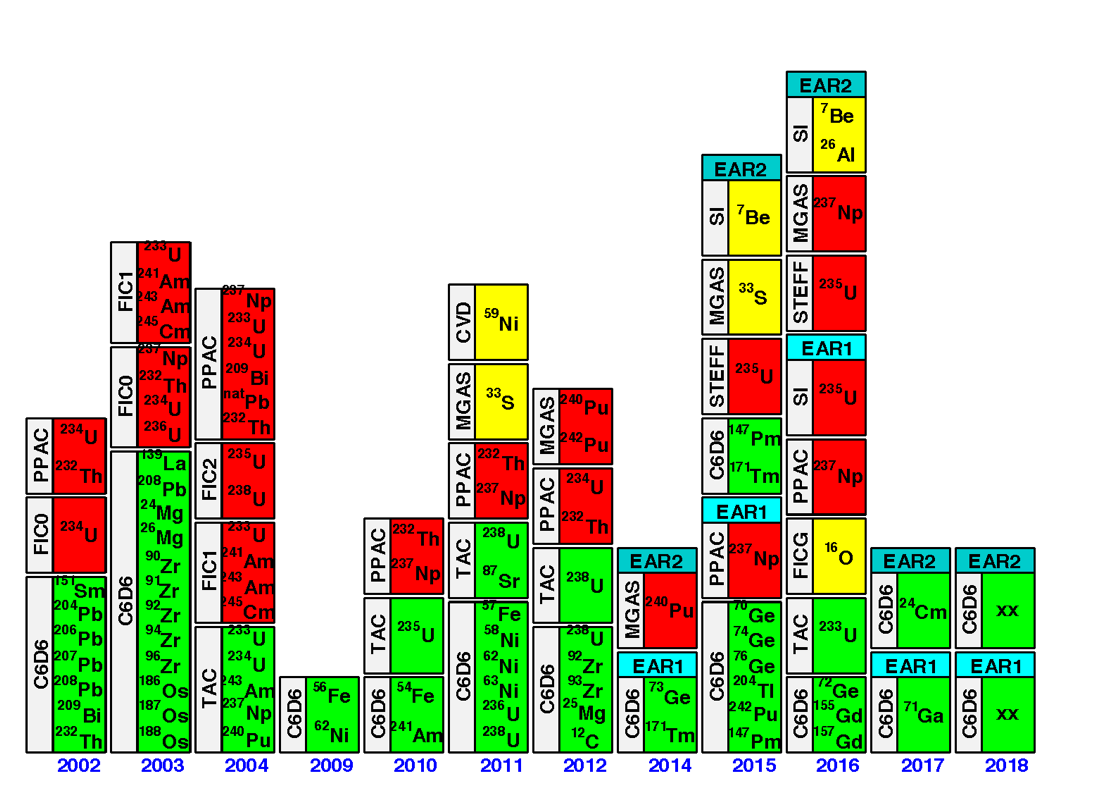 PPAC
²³⁴U
²³²Th
FIC0
²³⁴U
C6D6
¹⁵¹Sm
²⁰⁴Pb
²⁰⁶Pb
²⁰⁷Pb
²⁰⁸Pb
²⁰⁹Bi
²³²Th
2002
FIC1
²³³U
²⁴¹Am
²⁴³Am
²⁴⁵Cm
FIC0
²³⁷Np
²³²Th
²³⁴U
²³⁶U
C6D6
¹³⁹La
²⁰⁸Pb
²⁴Mg
²⁶Mg
⁹⁰Zr
⁹¹Zr
⁹²Zr
⁹⁴Zr
⁹⁶Zr
¹⁸⁶Os
¹⁸⁷Os
¹⁸⁸Os
2003
PPAC
²³⁷Np
²³³U
²³⁴U
²⁰⁹Bi
ⁿᵃᵗPb
²³²Th
FIC2
²³⁵U
²³⁸U
FIC1
²³³U
²⁴¹Am
²⁴³Am
²⁴⁵Cm
TAC
²³³U
²³⁴U
²⁴³Am
²³⁷Np
²⁴⁰Pu
2004
C6D6
⁵⁶Fe
⁶²Ni
2009
PPAC
²³²Th
²³⁷Np
TAC
²³⁵U
C6D6
⁵⁴Fe
²⁴¹Am
2010
CVD
⁵⁹Ni
MGAS
³³S
PPAC
²³²Th
²³⁷Np
TAC
²³⁸U
⁸⁷Sr
C6D6
⁵⁷Fe
⁵⁸Ni
⁶²Ni
⁶³Ni
²³⁶U
²³⁸U
2011
MGAS
²⁴⁰Pu
²⁴²Pu
PPAC
²³⁴U
²³²Th
TAC
²³⁸U
C6D6
²³⁸U
⁹²Zr
⁹³Zr
²⁵Mg
¹²C
2012
EAR2
MGAS
²⁴⁰Pu
EAR1
C6D6
⁷³Ge
¹⁷¹Tm
2014
EAR2
SI
⁷Be
MGAS
³³S
STEFF
²³⁵U
C6D6
¹⁴⁷Pm
¹⁷¹Tm
EAR1
PPAC
²³⁷Np
C6D6
⁷⁰Ge
⁷⁴Ge
⁷⁶Ge
²⁰⁴Tl
²⁴²Pu
¹⁴⁷Pm
2015
EAR2
SI
⁷Be
²⁶Al
MGAS
²³⁷Np
STEFF
²³⁵U
EAR1
SI
²³⁵U
PPAC
²³⁷Np
FICG
¹⁶O
TAC
²³³U
C6D6
⁷²Ge
¹⁵⁵Gd
¹⁵⁷Gd
2016
EAR2
C6D6
²⁴Cm
EAR1
C6D6
⁷¹Ga
2017
EAR2
C6D6
xx
EAR1
C6D6
xx
2018